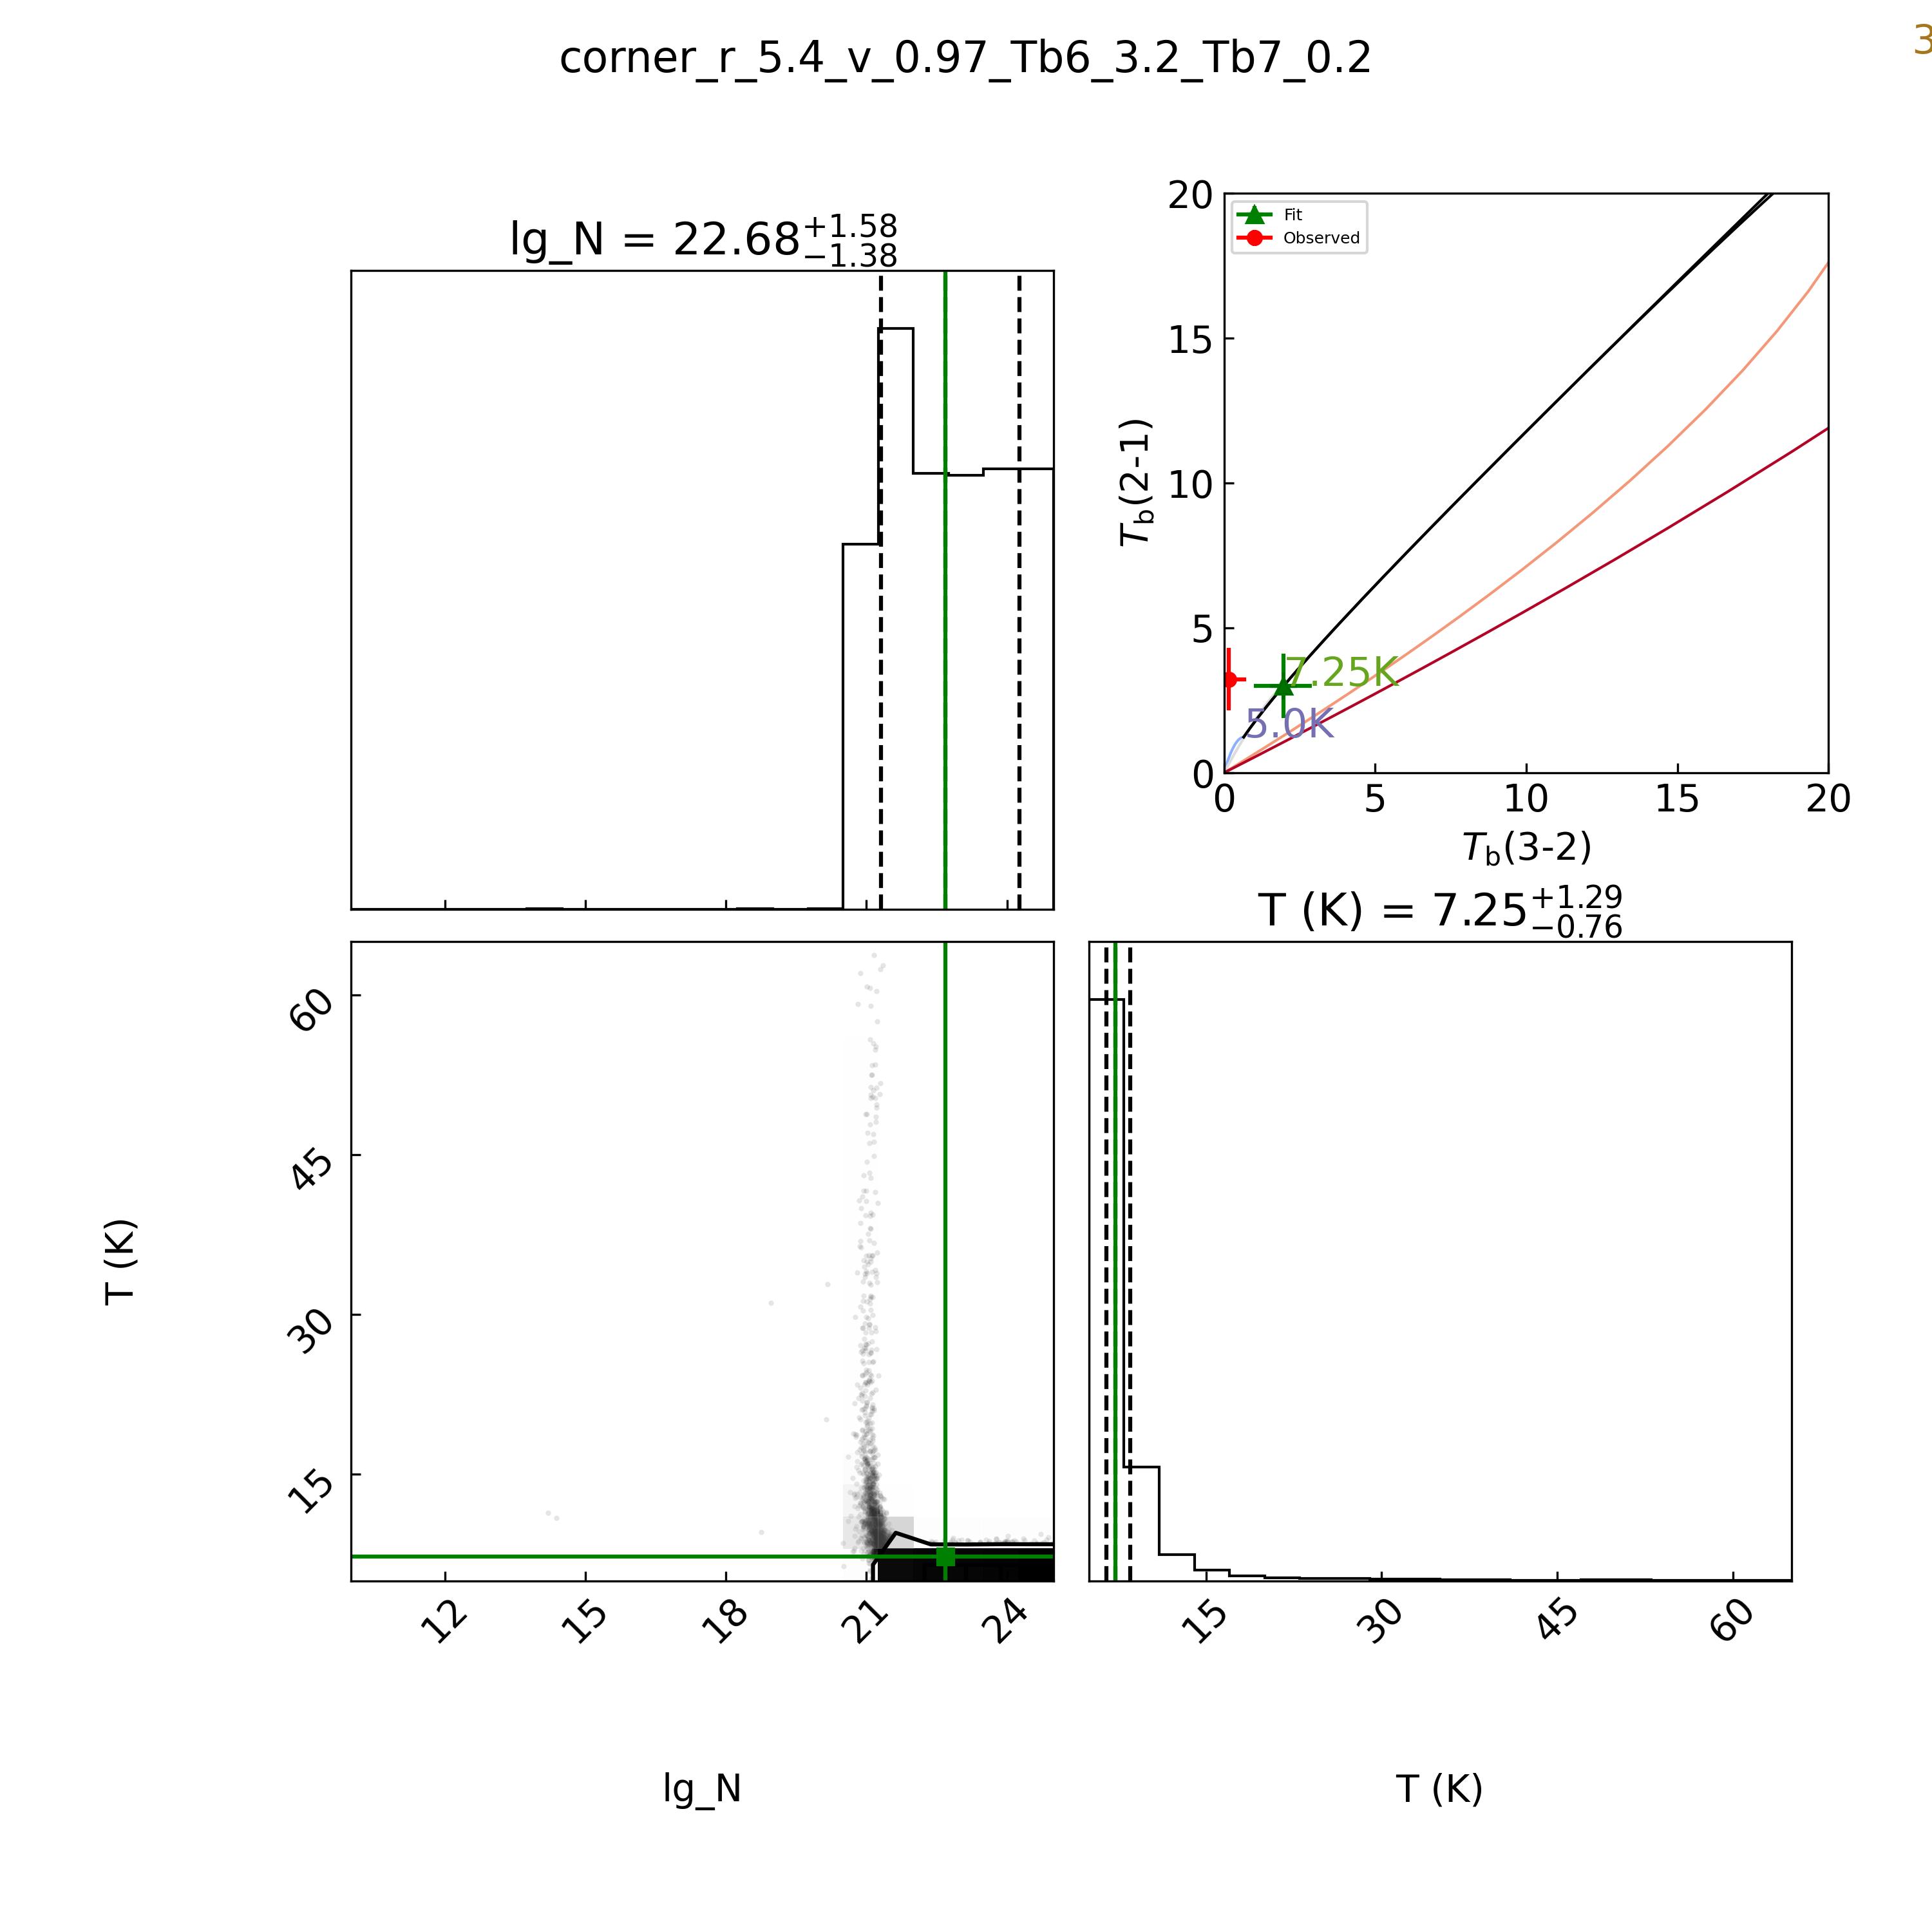 corner_r_5.4_v_0.97_Tb6_3.2_Tb7_0.2
3
lg_N = 22.68+1.58−1.38
20
15
10
5
0
Fit
Observed
7.25K
5.0K
Tb(2-1)
0 5 10 15 20
Tb(3-2)
T (K) = 7.25+1.29−0.76
60
45
30
15
T (K)
12 15 18 21 24
15 30 45 60
lg_N
T (K)